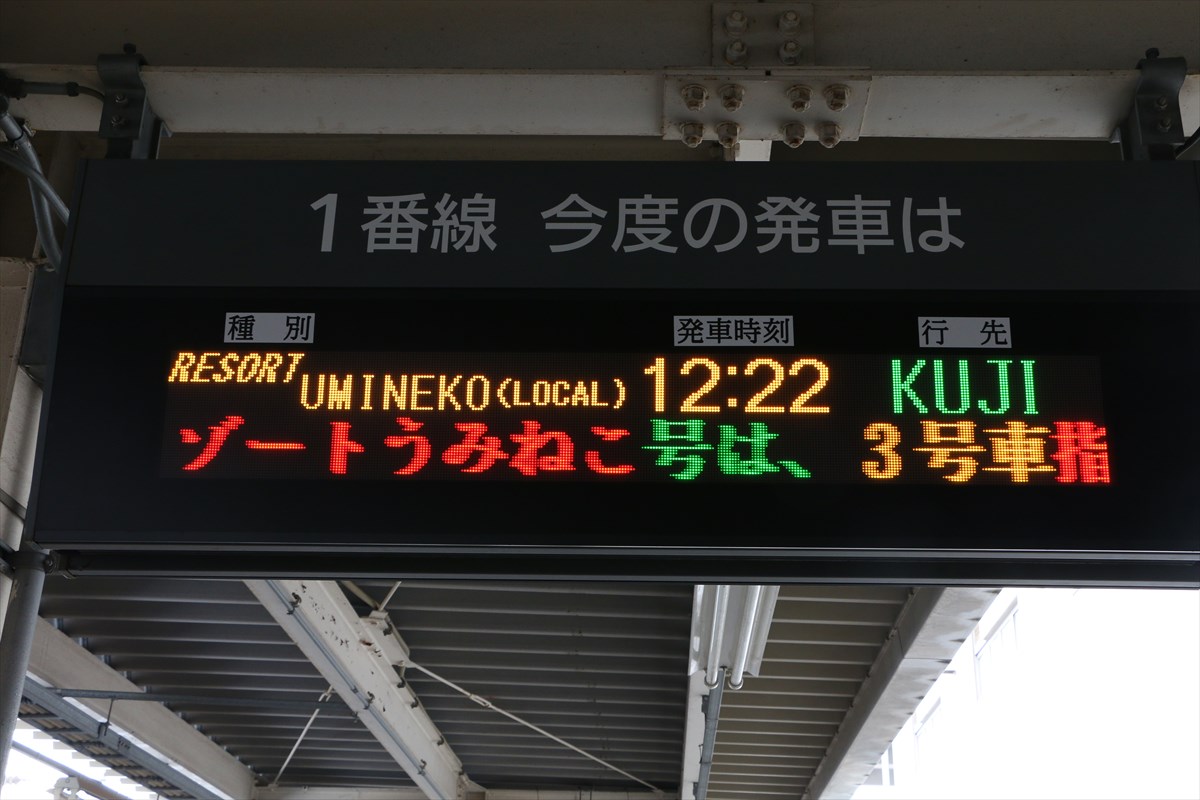 1番線 今度の発車は
種別 発車時刻 行先
RESORT UMINEKO(LOCAL) 12:22 KUJI
ゾートうみねこ号は、 3号車指